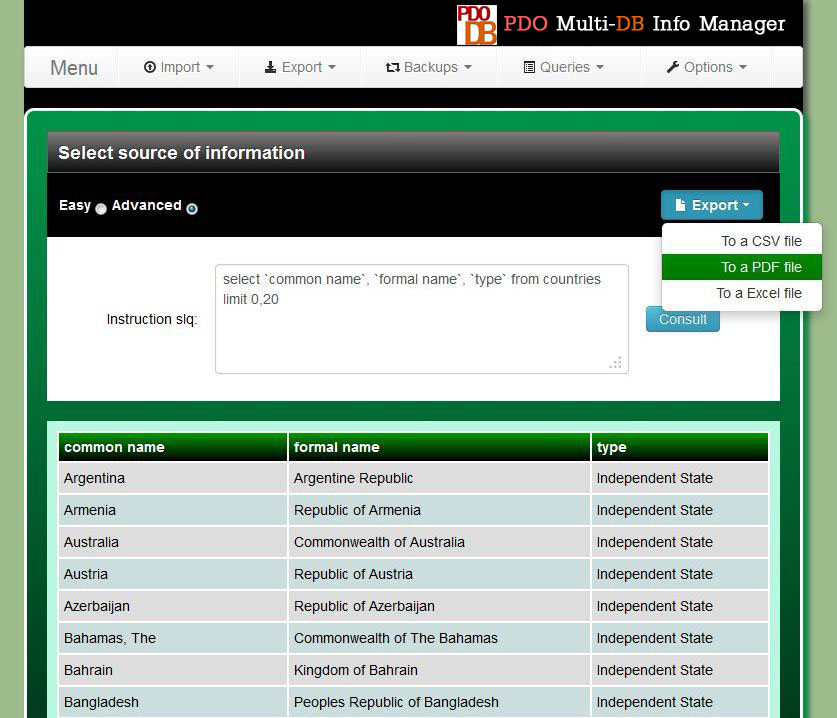 PDO
DB
PDO Multi-DB Info Manager
Menu Import Export Backups Queries Options
Select source of information
Easy Advanced Export
To a CSV file
To a PDF file
To a Excel file
select `common name`, `formal name`, `type` from countries
limit 0,20
Instruction slq:
Consult
common name formal name type
Argentina Argentine Republic Independent State
Armenia Republic of Armenia Independent State
Australia Commonwealth of Australia Independent State
Austria Republic of Austria Independent State
Azerbaijan Republic of Azerbaijan Independent State
Bahamas, The Commonwealth of The Bahamas Independent State
Bahrain Kingdom of Bahrain Independent State
Bangladesh Peoples Republic of Bangladesh Independent State